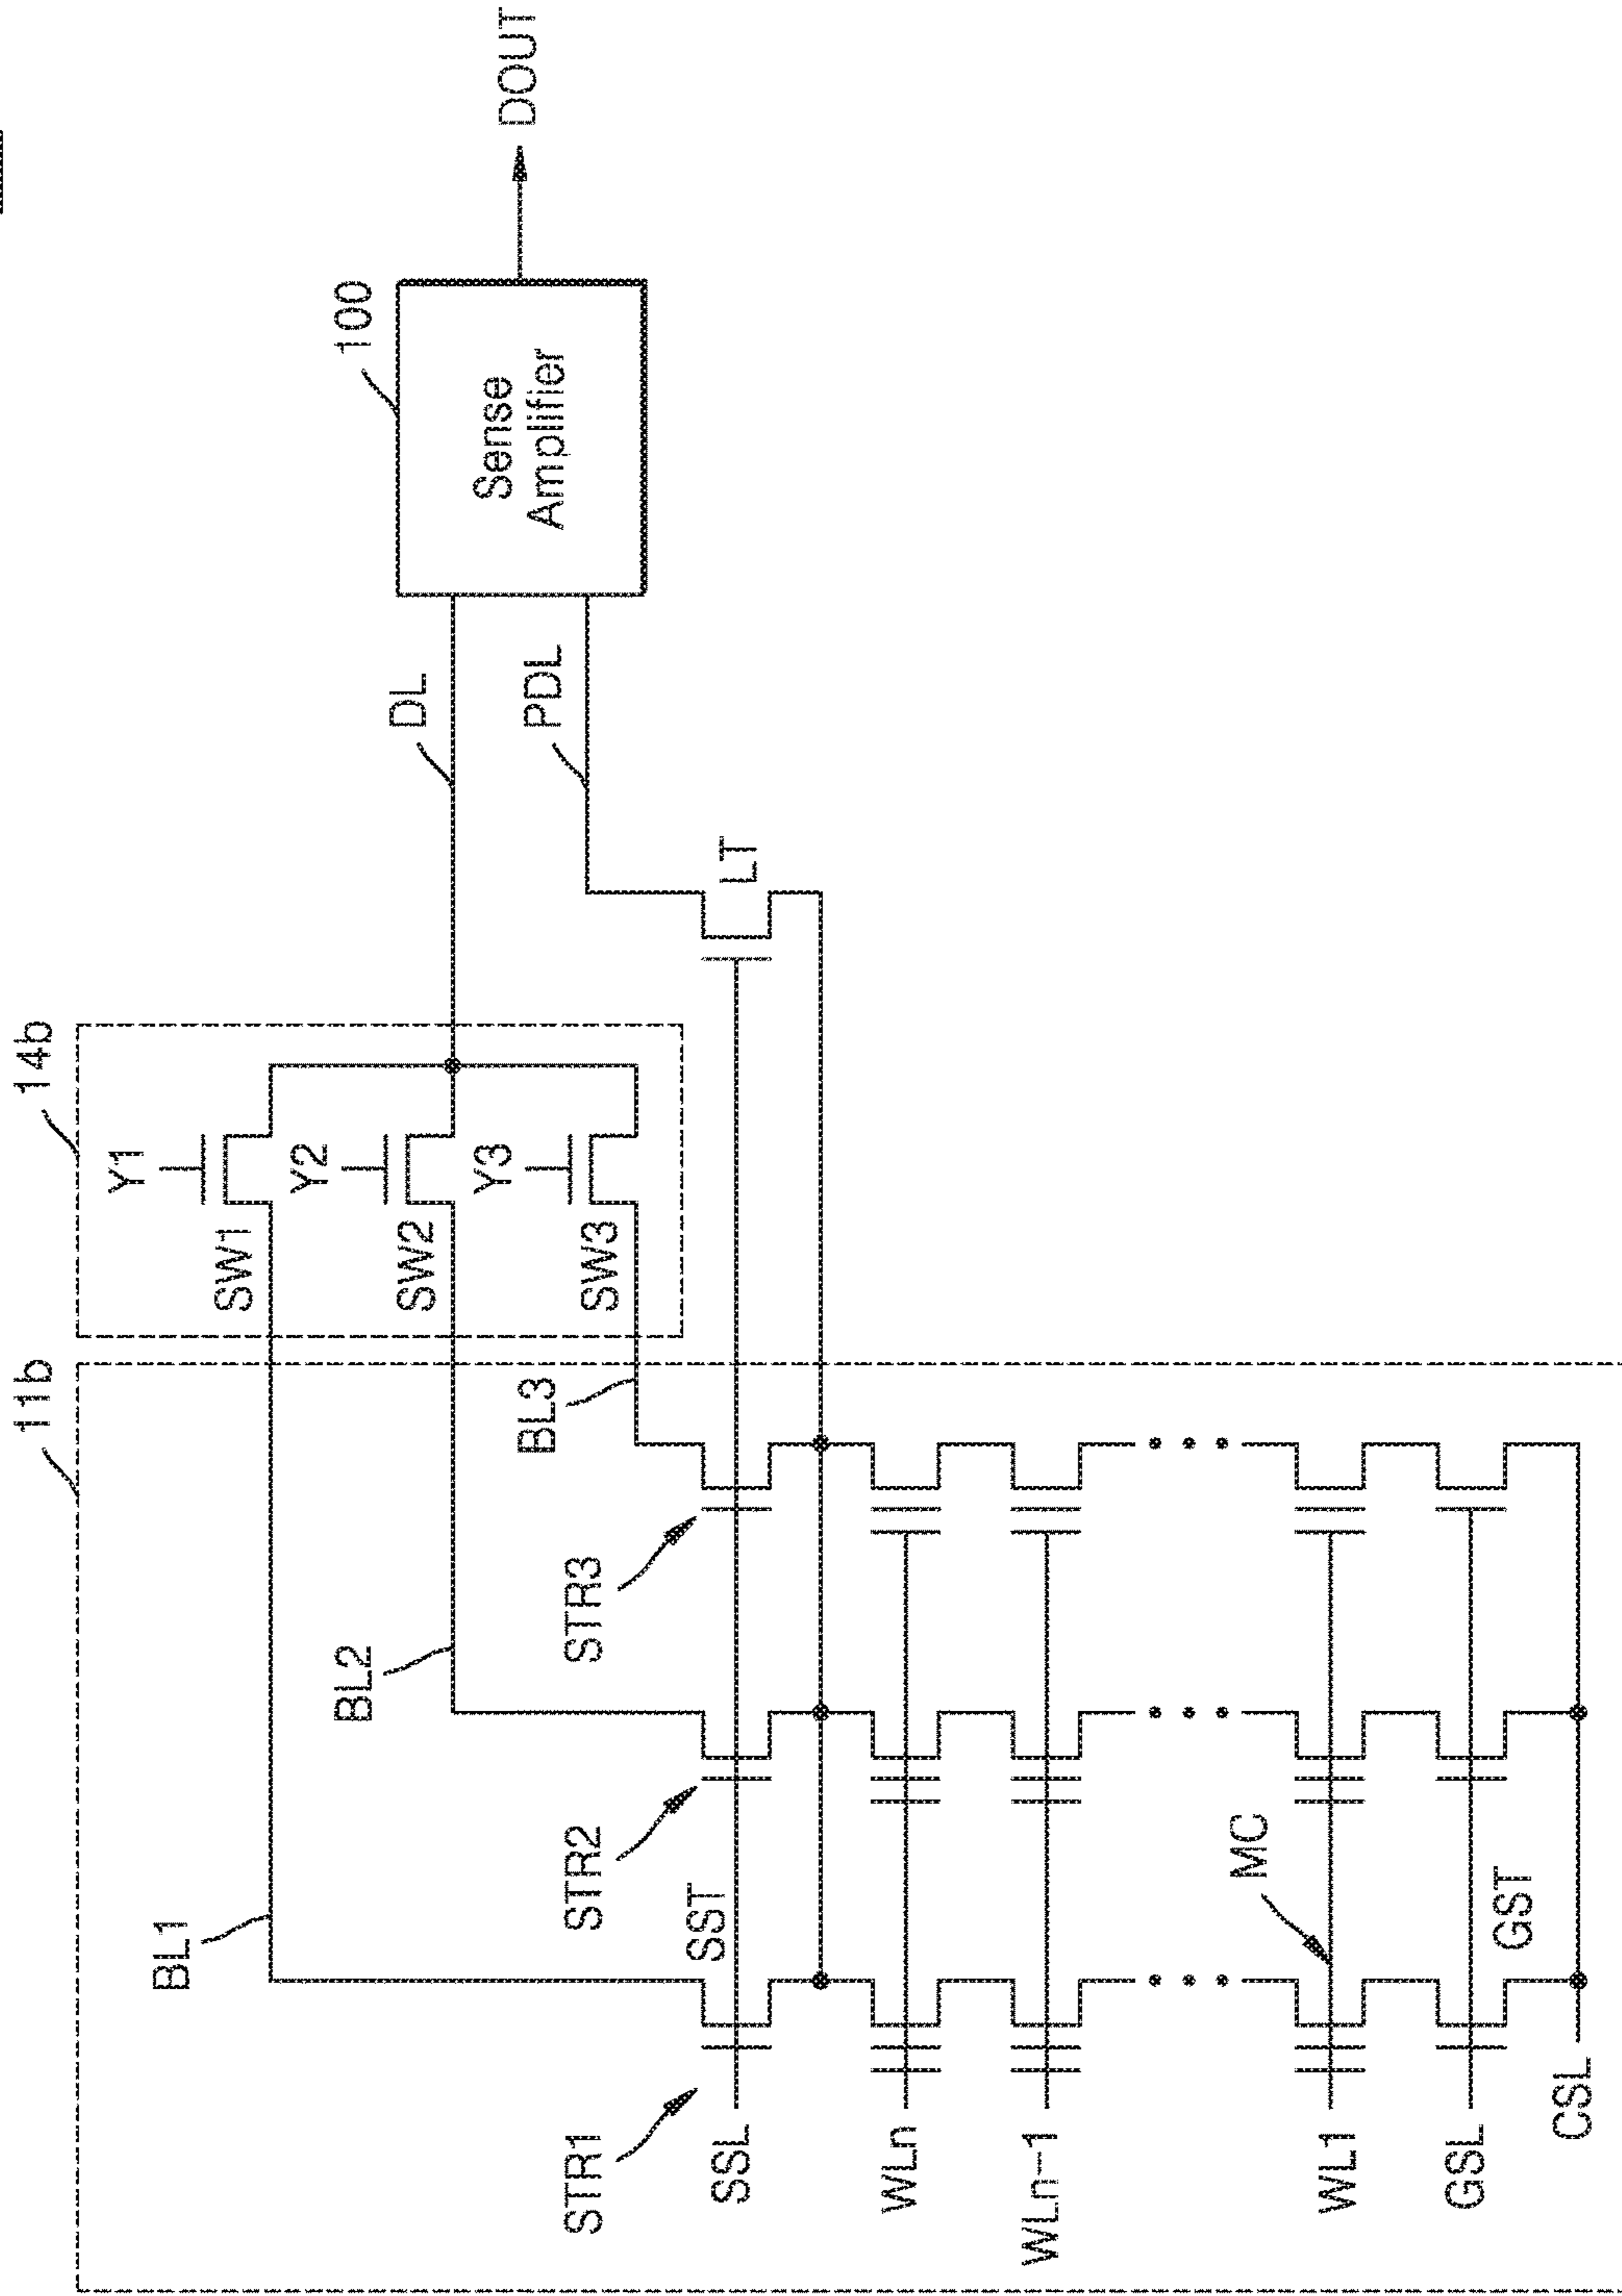 11b
14b
BL1
BL2
BL3
Y1
SW1
Y2
SW2
Y3
SW3
DL
PDL
LT
100
Sense
Amplifier
DOUT
STR1
STR2
STR3
SST
SSL
WLn
WLn-1
MC
WL1
GST
GSL
CSL